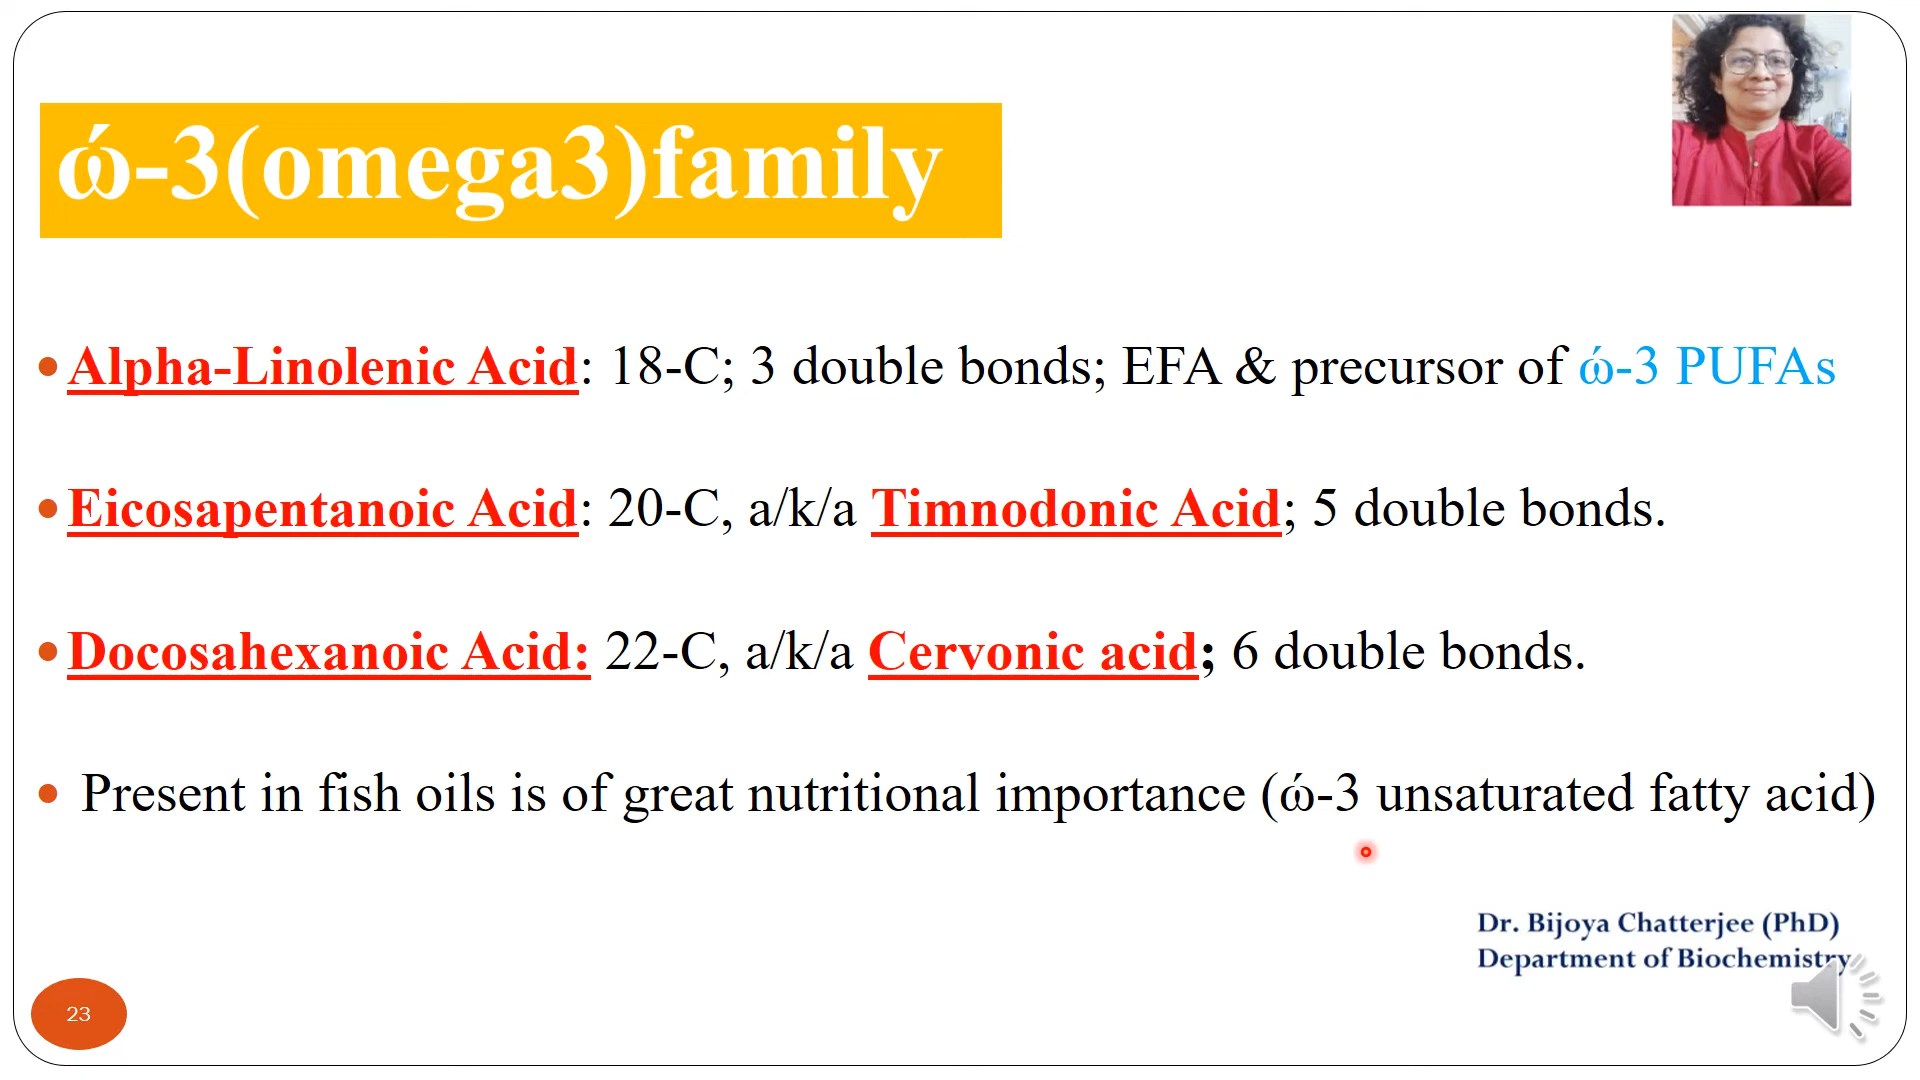 ώ-3(omega3)family
• Alpha-Linolenic Acid: 18-C; 3 double bonds; EFA & precursor of ώ-3 PUFAs
• Eicosapentanoic Acid: 20-C, a/k/a Timnodonic Acid; 5 double bonds.
• Docosahexanoic Acid: 22-C, a/k/a Cervonic acid; 6 double bonds.
• Present in fish oils is of great nutritional importance (ώ-3 unsaturated fatty acid)
Dr. Bijoya Chatterjee (PhD)
Department of Biochemistry
23